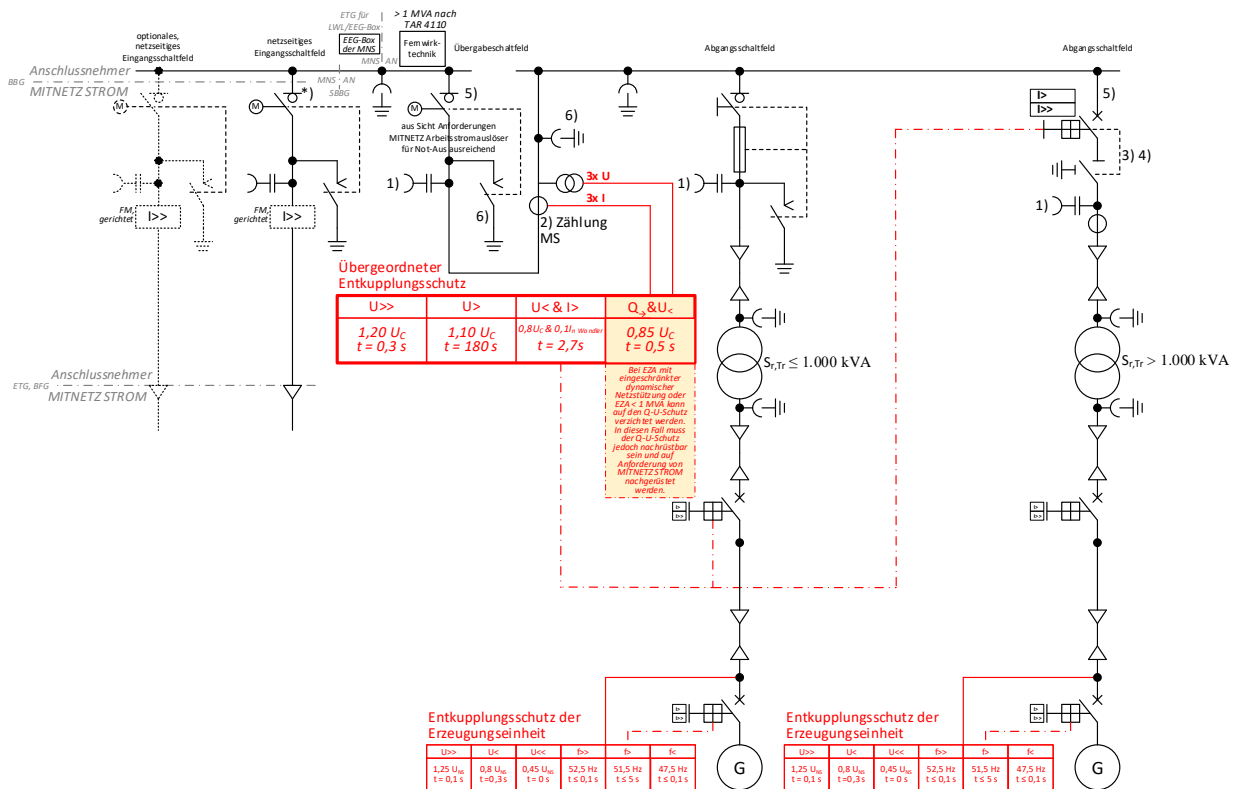 optionales,
netzseitiges
Eingangsschaltfeld
netzseitiges
Eingangsschaltfeld
ETG für
LWL/EEG-Box
EEG-Box
der MNS
MNS AN
> 1 MVA nach
TAR 4110
Fernwirk-
technik
Übergabeschaltfeld
Abgangsschaltfeld
Abgangsschaltfeld
Anschlussnehmer
BBG
MITNETZ STROM
MNS AN
SBBG
M
M
*)
M
5)
aus Sicht Anforderungen
MITNETZ Arbeitsstromauslöser
für Not-Aus ausreichend
6)
I>
I>>
5)
3) 4)
1)
6)
3x U
3x I
2) Zählung
MS
1)
1)
FM,
gerichtet
I>>
FM,
gerichtet
I>>
Übergeordneter
Entkupplungsschutz
U>> U> U< & I> Q→&U<
1,20 UC 1,10 UC 0,8UC & 0,1In Wandler 0,85 UC
t = 0,3 s t = 180 s t = 2,7s t = 0,5 s
Bei EZA mit
eingeschränkter
dynamischer
Netzstützung oder
EZA < 1 MVA kann
auf den Q-U-Schutz
verzichtet werden.
In diesen Fall muss
der Q-U-Schutz
jedoch nachrüstbar
sein und auf
Anforderung von
MITNETZ STROM
nachgerüstet
werden.
Sr,Tr ≤ 1.000 kVA
Sr,Tr > 1.000 kVA
Anschlussnehmer
ETG, BFG
MITNETZ STROM
I>
I>>
I>
I>>
Entkupplungsschutz der
Erzeugungseinheit
I>
I>>
U>> U< U<< f>> f> f<
1,25 UNS 0,8 UNS 0,45 UNS 52,5 Hz 51,5 Hz 47,5 Hz
t = 0,1 s t =0,3 s t = 0 s t ≤ 0,1 s t ≤ 5 s t ≤ 0,1 s
G
Entkupplungsschutz der
Erzeugungseinheit
I>
I>>
U>> U< U<< f>> f> f<
1,25 UNS 0,8 UNS 0,45 UNS 52,5 Hz 51,5 Hz 47,5 Hz
t = 0,1 s t =0,3 s t = 0 s t ≤ 0,1 s t ≤ 5 s t ≤ 0,1 s
G